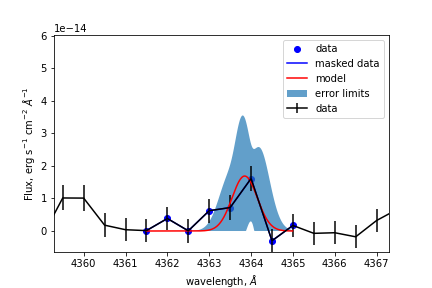 1e−14
6
5
4
3
2
1
0
Flux, erg s⁻¹ cm⁻² Å⁻¹
data
masked data
model
error limits
data
4360 4361 4362 4363 4364 4365 4366 4367
wavelength, Å